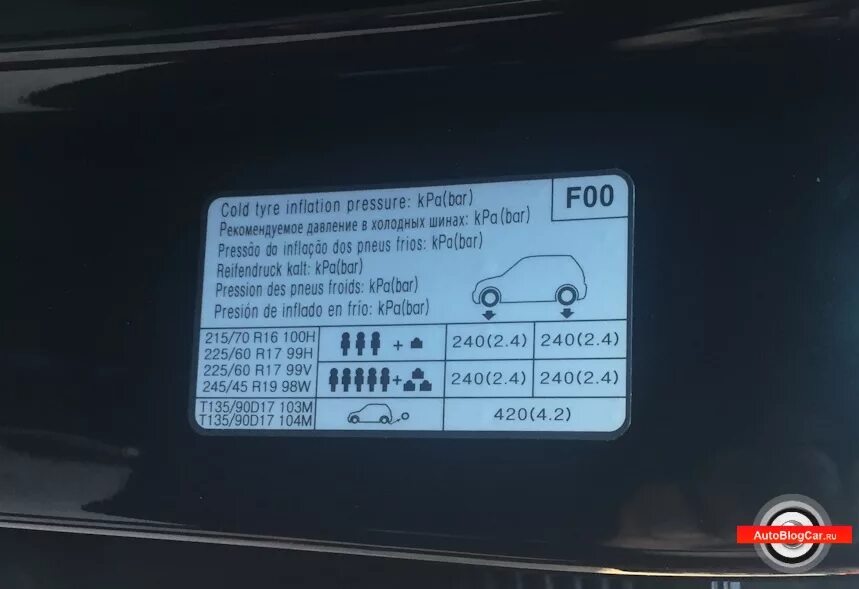 Cold tyre inflation pressure: kPa(bar)
F00
Рекомендуемое давление в холодных шинах: kPa(bar)
Pressão da inflação dos pneus frios: kPa(bar)
Reifendruck kalt: kPa(bar)
Pression des pneus froids: kPa(bar)
Presión de inflado en frío: kPa(bar)
215/70 R16 100H
225/60 R17 99H
225/60 R17 99V
245/45 R19 98W
+
240(2.4) 240(2.4)
+
240(2.4) 240(2.4)
T135/90D17 103M
T135/90D17 104M
420(4.2)
AutoBlogCar.RU